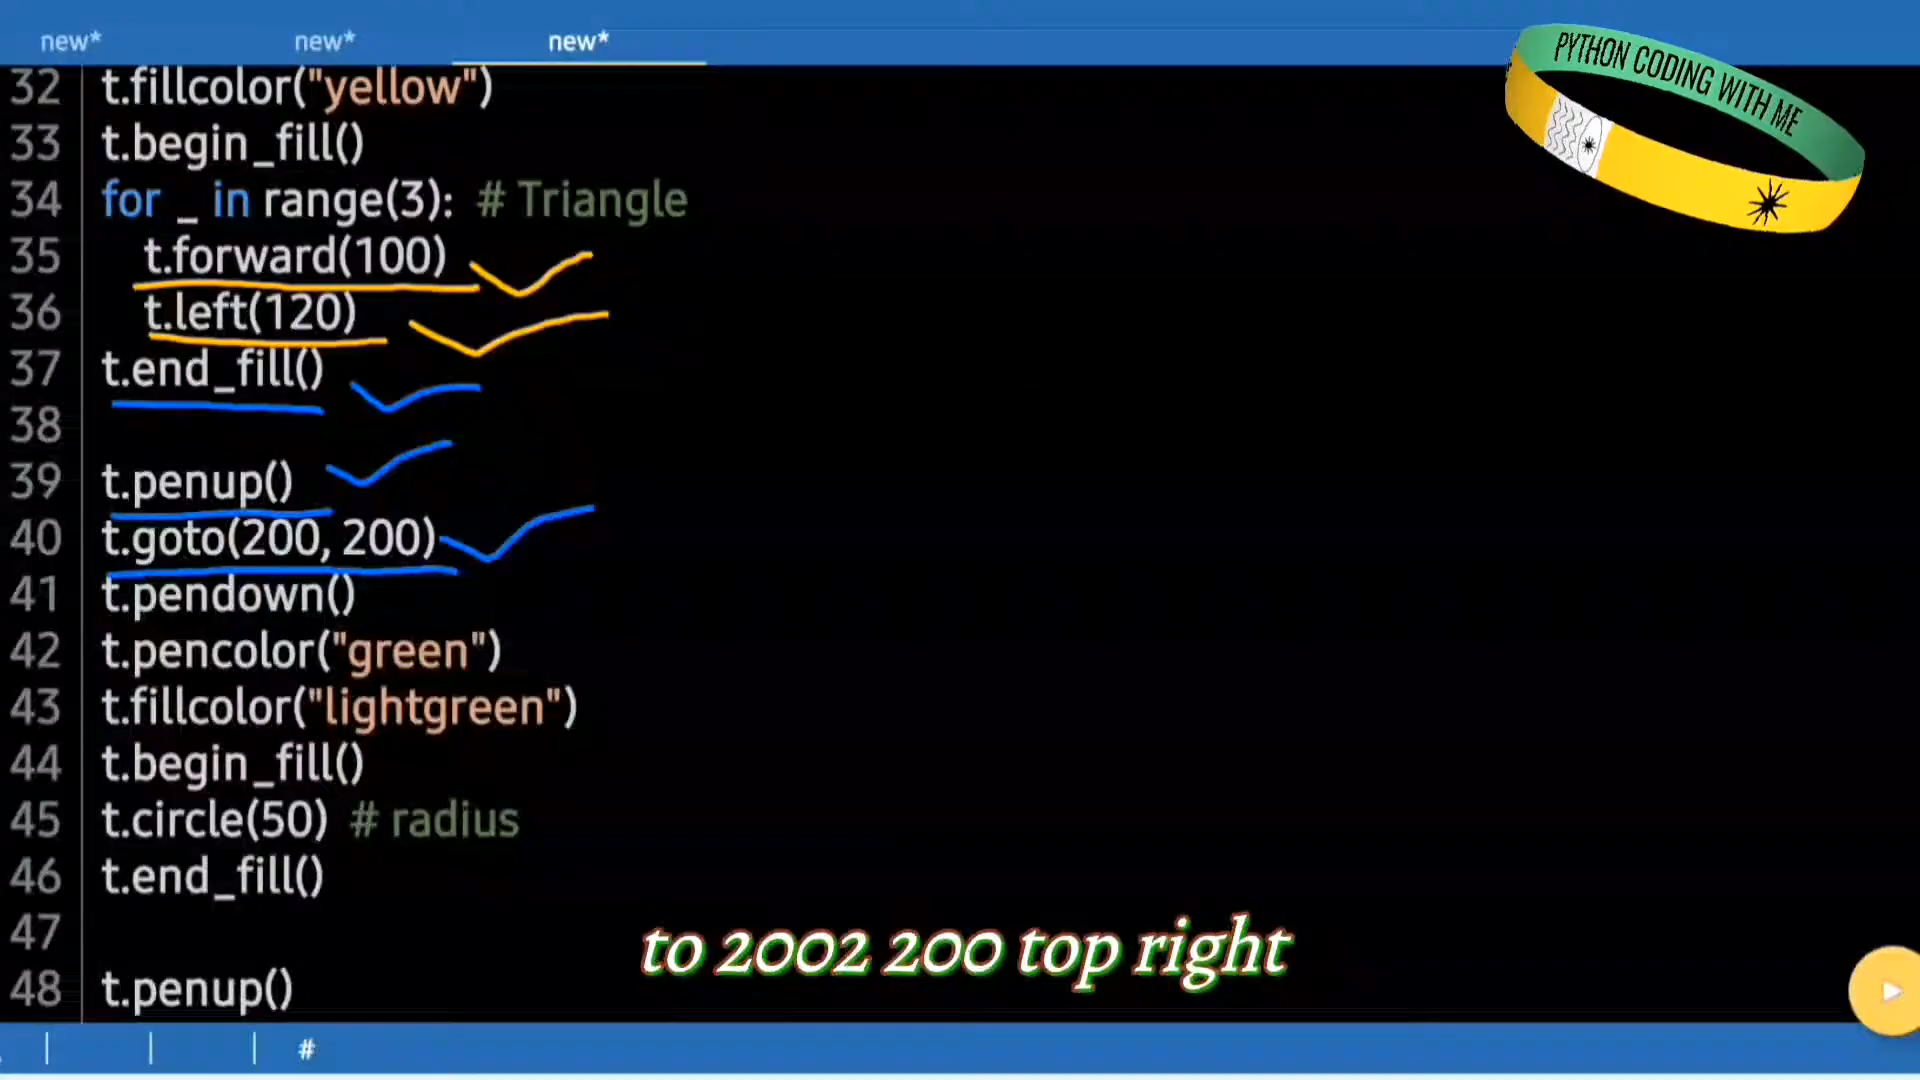 new* new* new*
PYTHON CODING WITH ME
32 t.fillcolor("yellow")
33 t.begin_fill()
34 for _ in range(3): # Triangle
35 t.forward(100)
36 t.left(120)
37 t.end_fill()
38
39 t.penup()
40 t.goto(200, 200)
41 t.pendown()
42 t.pencolor("green")
43 t.fillcolor("lightgreen")
44 t.begin_fill()
45 t.circle(50) # radius
46 t.end_fill()
47
48 t.penup()
to 2002 200 top right
| | | #